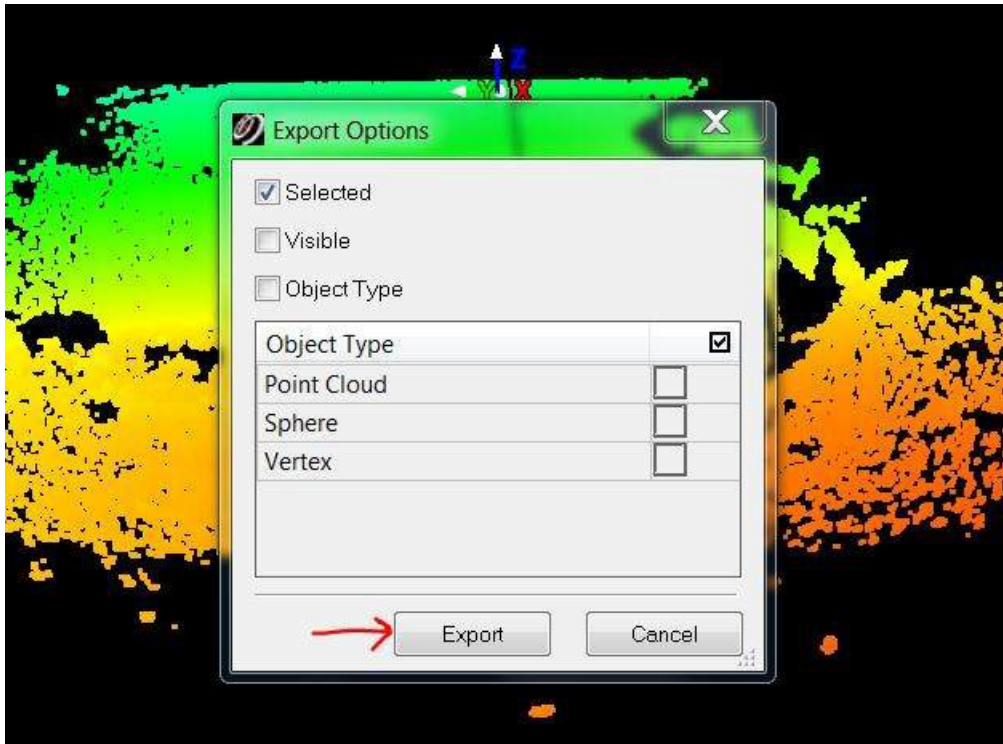 Z
Y X
Export Options
Selected
Visible
Object Type
Object Type
Point Cloud
Sphere
Vertex
Export Cancel